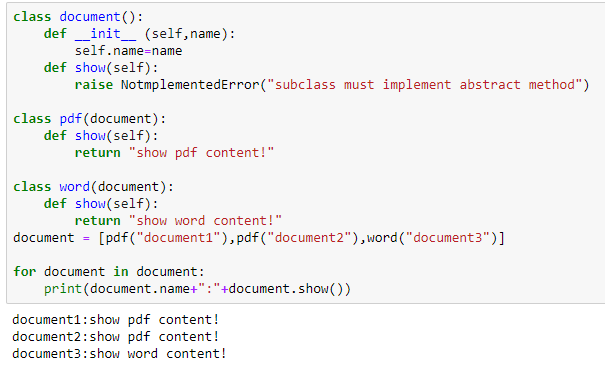 class document():
    def __init__ (self,name):
        self.name=name
    def show(self):
        raise NotmplementedError("subclass must implement abstract method")

class pdf(document):
    def show(self):
        return "show pdf content!"

class word(document):
    def show(self):
        return "show word content!"
document = [pdf("document1"),pdf("document2"),word("document3")]

for document in document:
    print(document.name+":"+document.show())

document1:show pdf content!
document2:show pdf content!
document3:show word content!